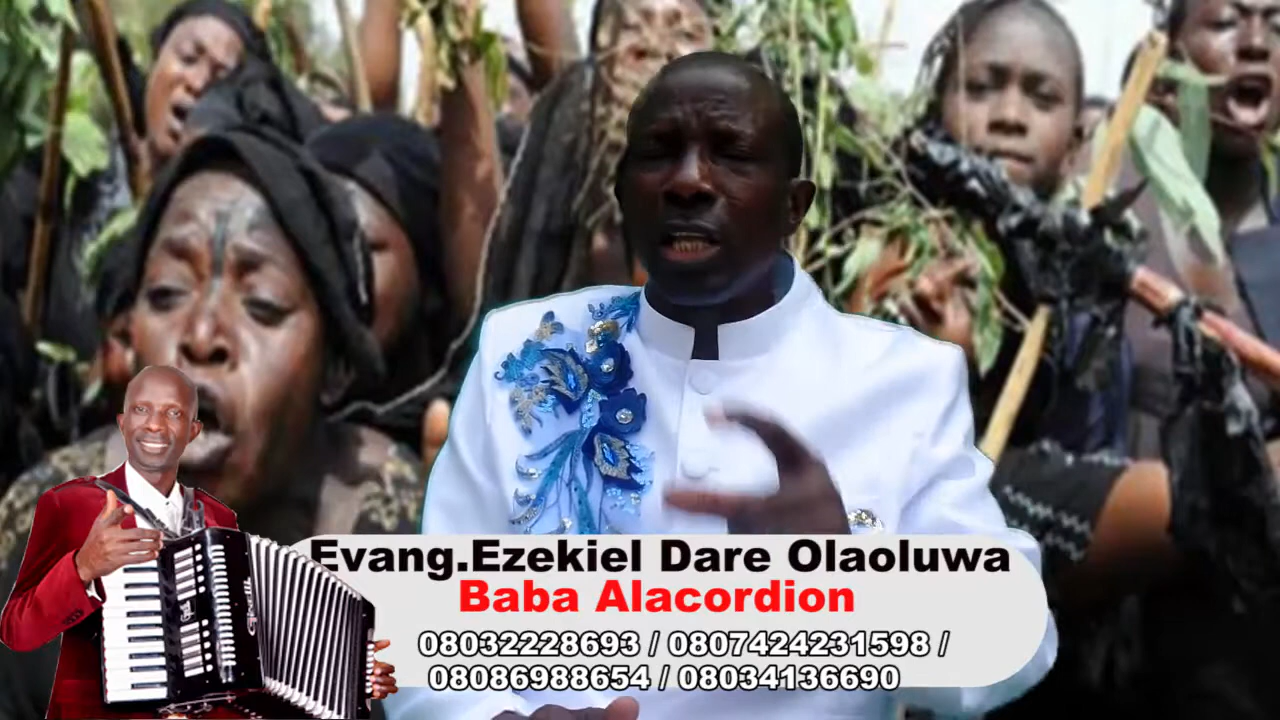 Evang.Ezekiel Dare Olaoluwa
Baba Alacordion
08032228693 / 0807424231598 /
08086988654 / 08034136690